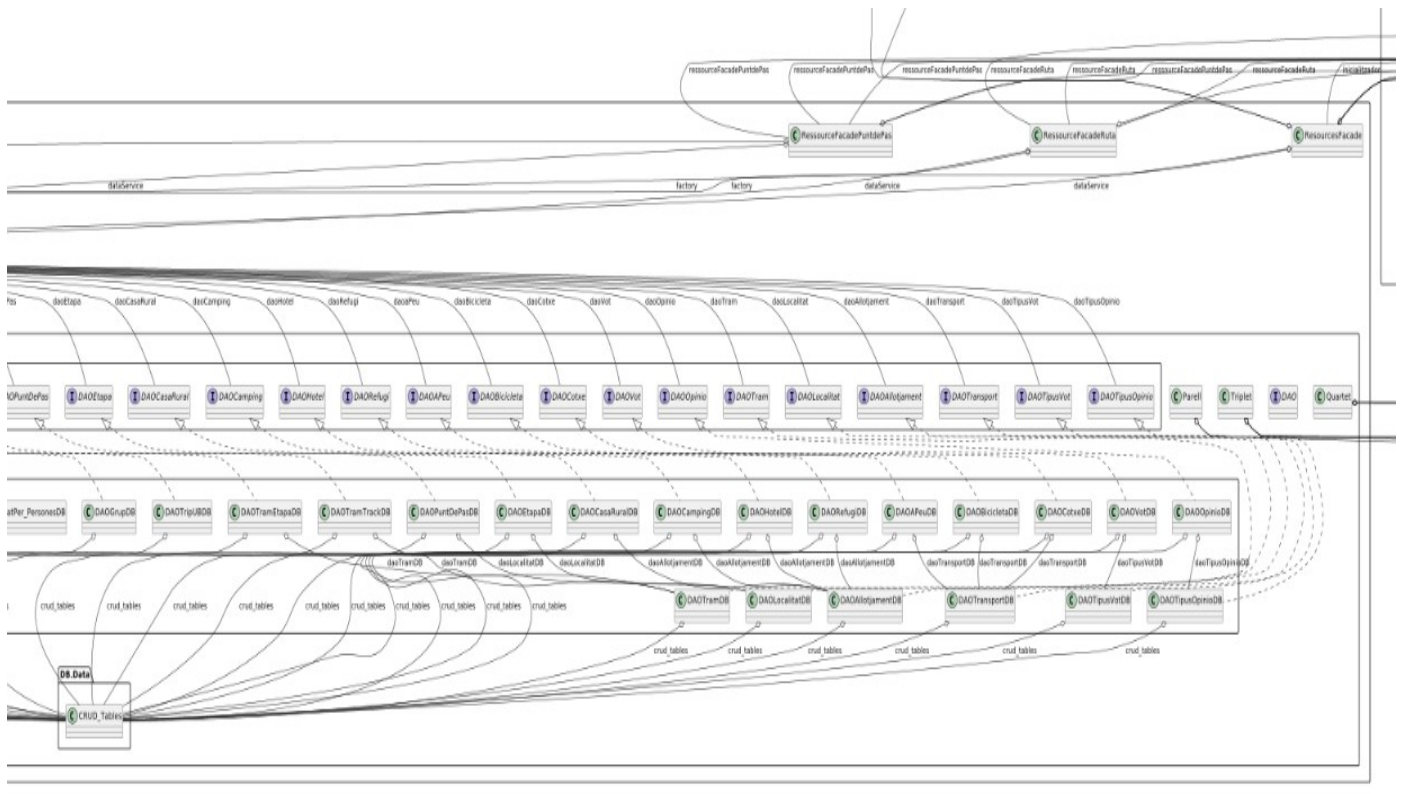 ressourceFacadePuntdePas ressourceFacadePuntdePas ressourceFacadePuntdePas ressourceFacadeRuta ressourceFacadeRuta ressourceFacadePuntdePas ressourceFacadeRuta inicialitzador
C RessourceFacadePuntdePas C RessourceFacadeRuta C ResourcesFacade
dataService factory factory dataService dataService
Pas daoEtapa daoCasaRural daoCamping daoHotel daoRefugi daoaPeu daoBicicleta daoCotxe daoVot daoOpinio daoTram daoLocalitat daoAllotjament daoTransport daoTipusVot daoTipusOpinio
AOPuntDePas I DAOEtapa I DAOCasaRural I DAOCamping I DAOHotel I DAORefugi I DAOAPeu I DAOBicicleta I DAOCotxe I DAOVot I DAOOpinio I DAOTram I DAOLocalitat I DAOAllotjament I DAOTransport I DAOTipusVot I DAOTipusOpinio C Parell C Triplet I DAO C Quartet
atPer_PersonesDB C DAOGrupDB C DAOTripUBDB C DAOTramEtapaDB C DAOTramTrackDB C DAOPuntDePasDB C DAOEtapaDB C DAOCasaRuralDB C DAOCampingDB C DAOHotelDB C DAORefugiDB C DAOAPeuDB C DAOBicicletaDB C DAOCotxeDB C DAOVotDB C DAOOpinioDB
daoTramDB daoTramDB daoLocalitatDB daoLocalitatDB daoAllotjamentDB daoAllotjamentDB daoAllotjamentDB daoAllotjamentDB daoTransportDB daoTransportDB daoTransportDB daoTipusVotDB daoTipusOpinioDB
C DAOTramDB C DAOLocalitatDB C DAOAllotjamentDB C DAOTransportDB C DAOTipusVotDB C DAOTipusOpinioDB
s crud_tables crud_tables crud_tables crud_tables crud_tables crud_tables crud_tables crud_tables crud_tables
crud_tables crud_tables crud_tables crud_tables crud_tables crud_tables
DB.Data
C CRUD_Tables